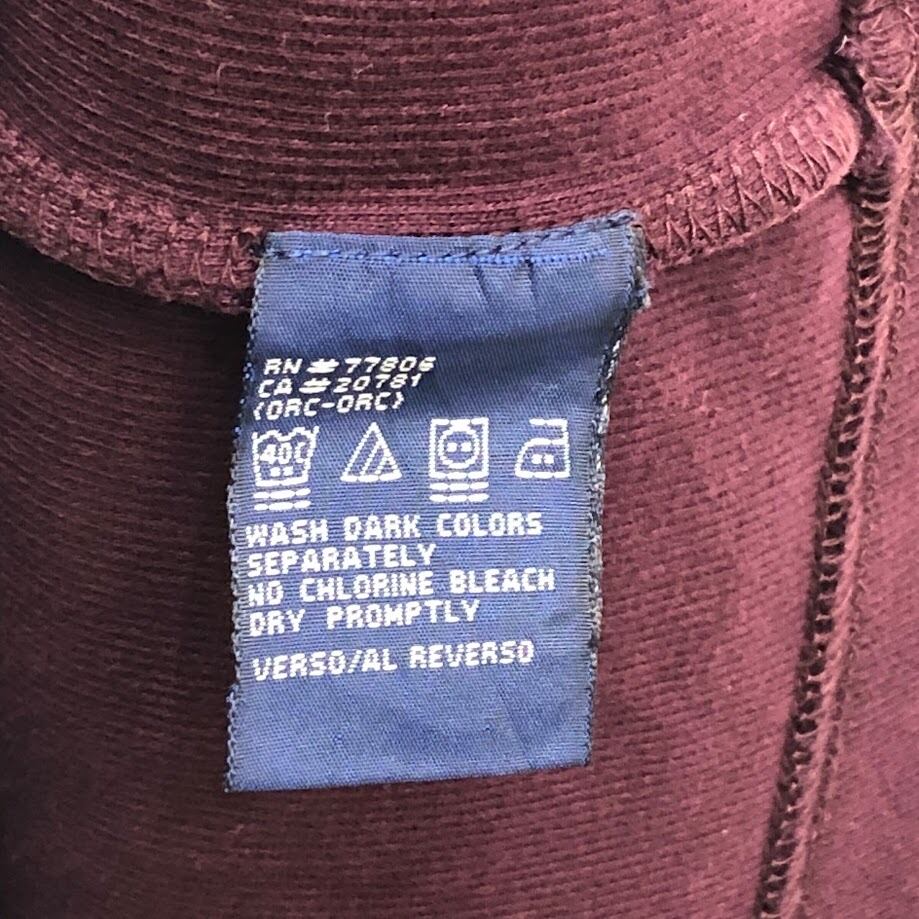 RN #77806
CA #20781
(ORC-ORC)
40C
WASH DARK COLORS
SEPARATELY
NO CHLORINE BLEACH
DRY PROMPTLY
VERSO/AL REVERSO